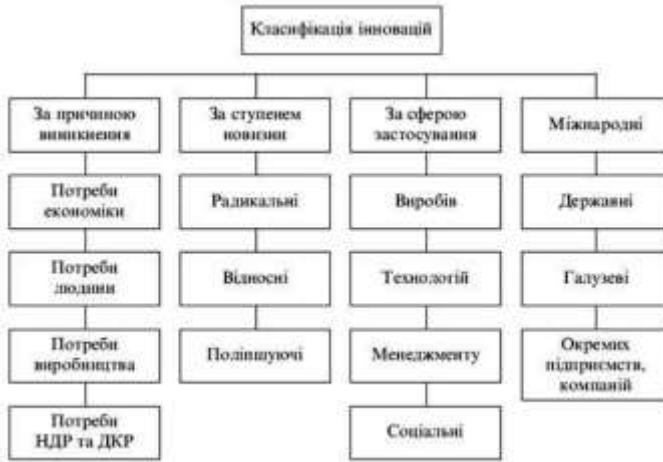 Класифікація інновацій
За причиною
виникнення
Потреби
економіки
Потреби
людини
Потреби
виробництва
Потреби
НДР та ДКР
За ступенем
новизни
Радикальні
Відносні
Поліпшуючі
За сферою
застосування
Виробів
Технологій
Менеджменту
Соціальні
Міжнародні
Державні
Галузеві
Окремих
підприємств,
компаній